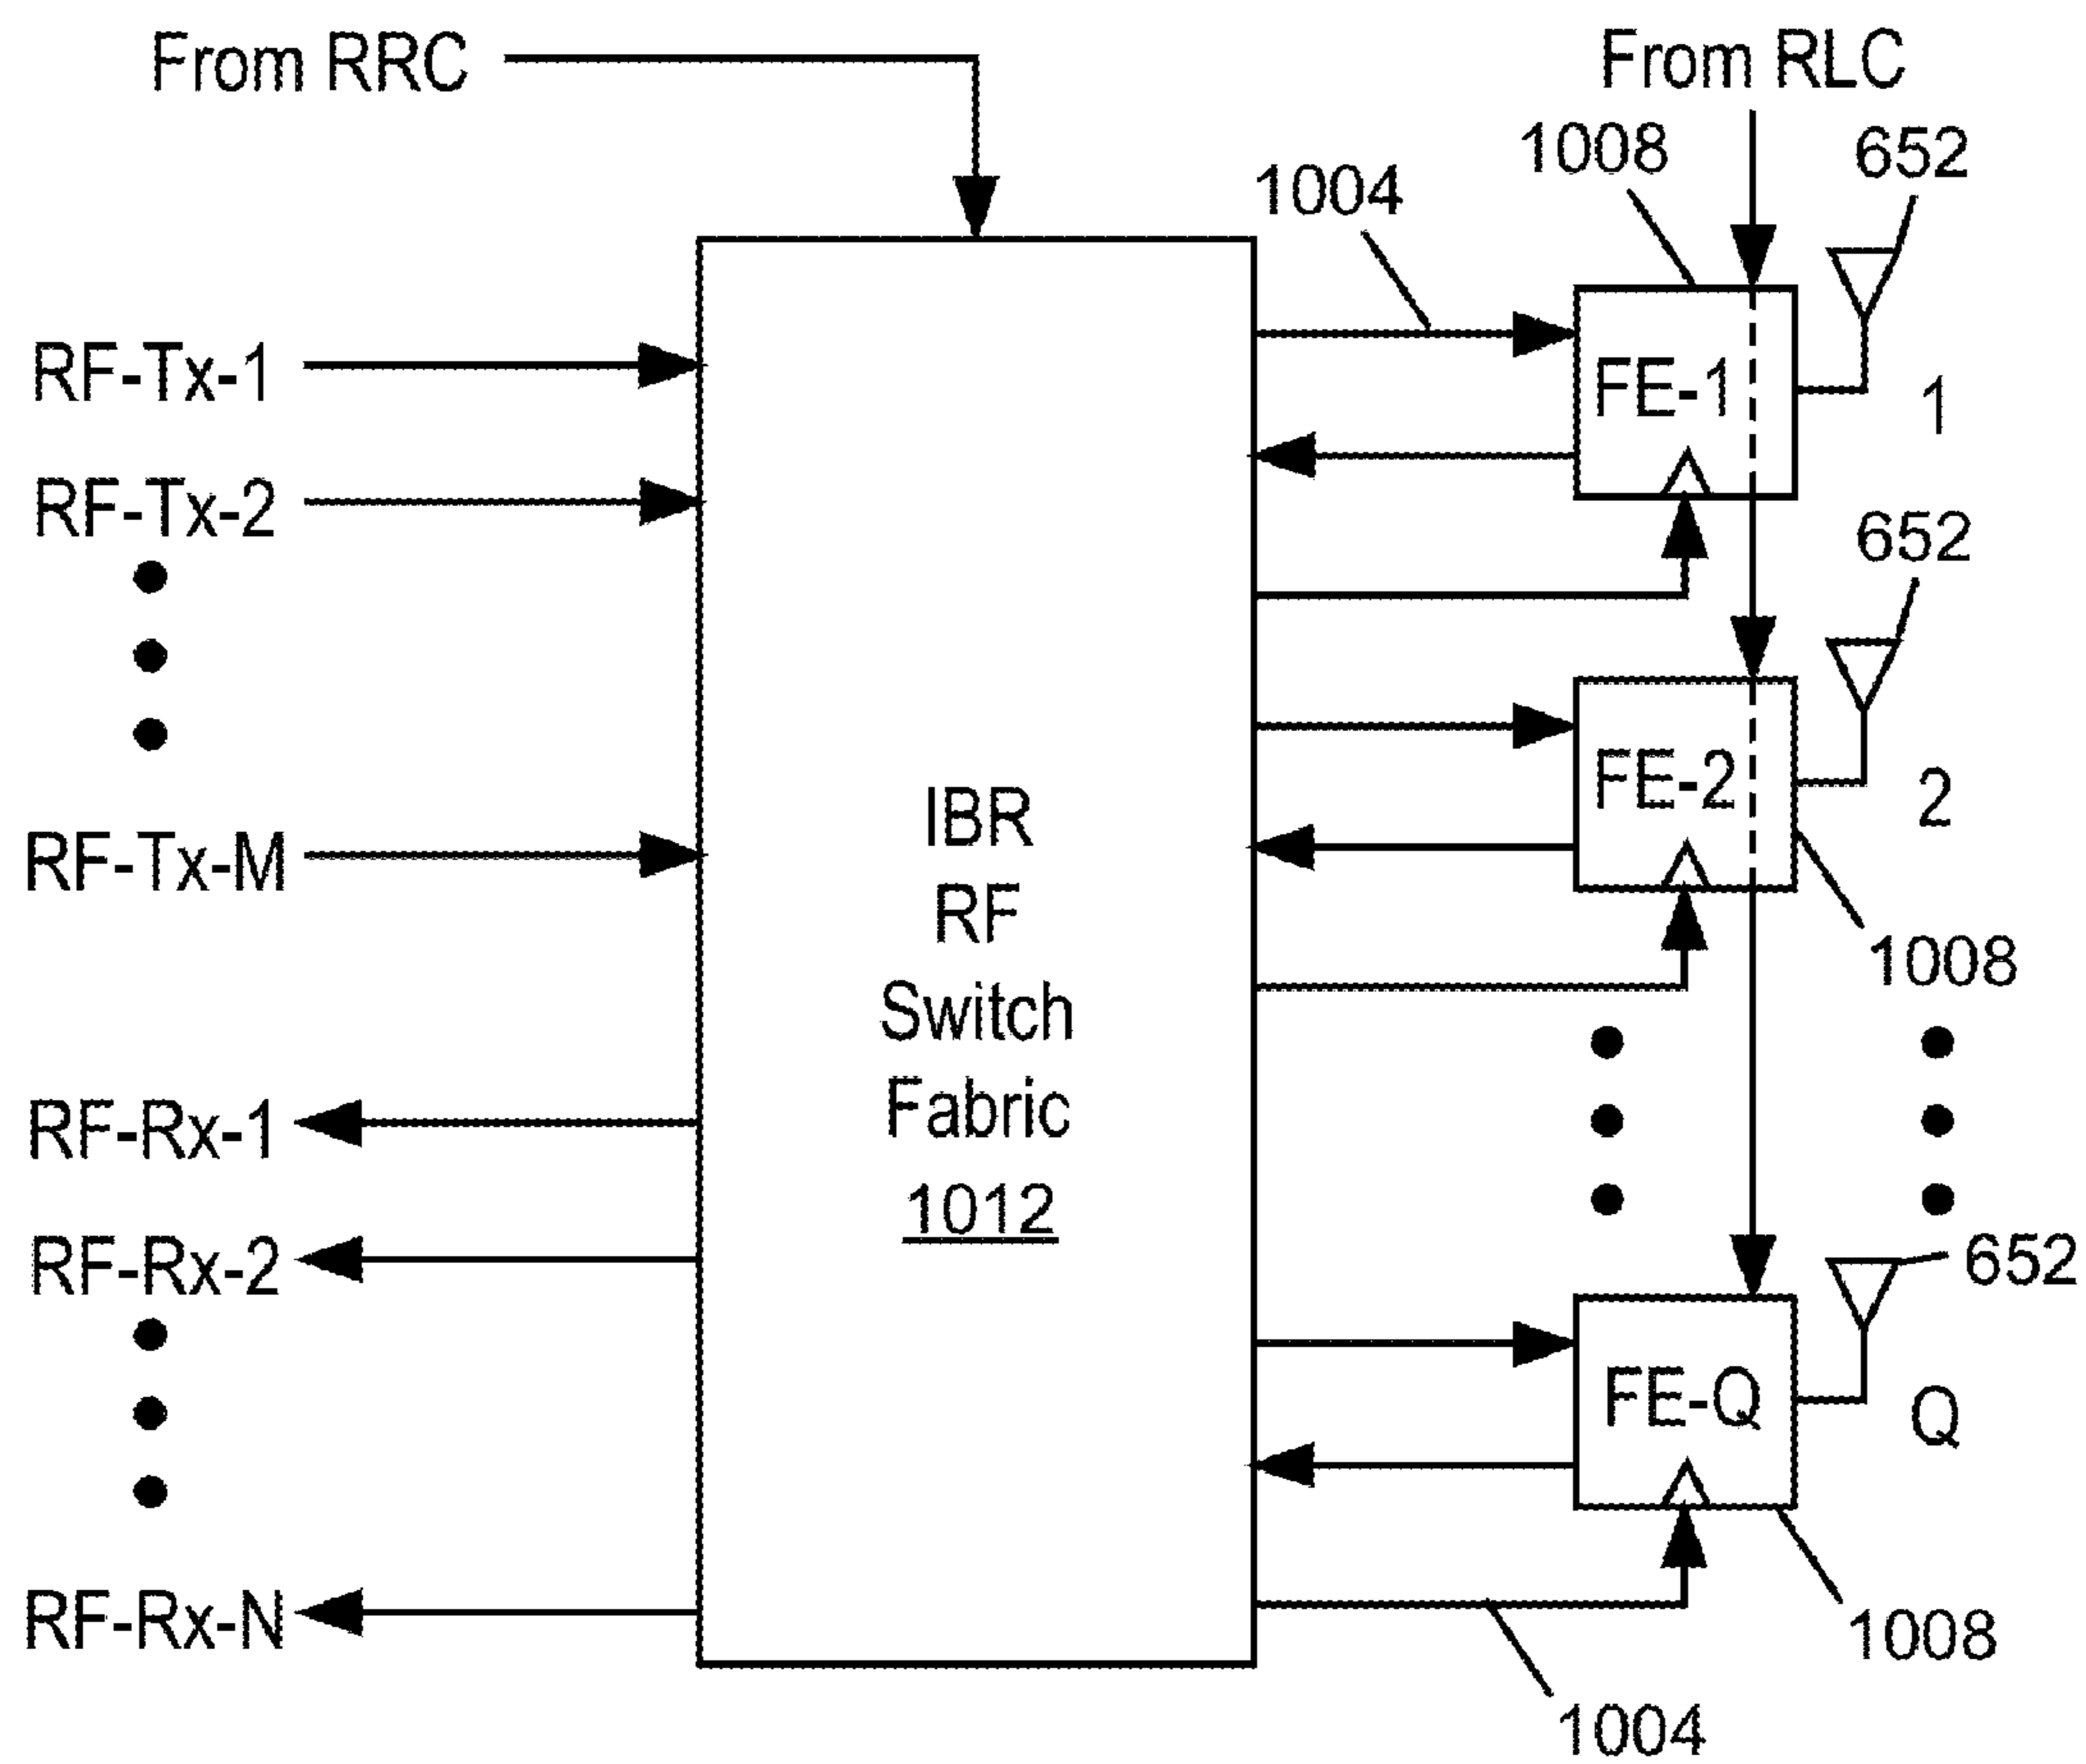 From RRC
From RLC
1008
652
1004
RF-Tx-1
FE-1
1
RF-Tx-2
652
FE-2
2
RF-Tx-M
IBR
RF
Switch
Fabric
1012
1008
RF-Rx-1
RF-Rx-2
652
FE-Q
Q
RF-Rx-N
1008
1004